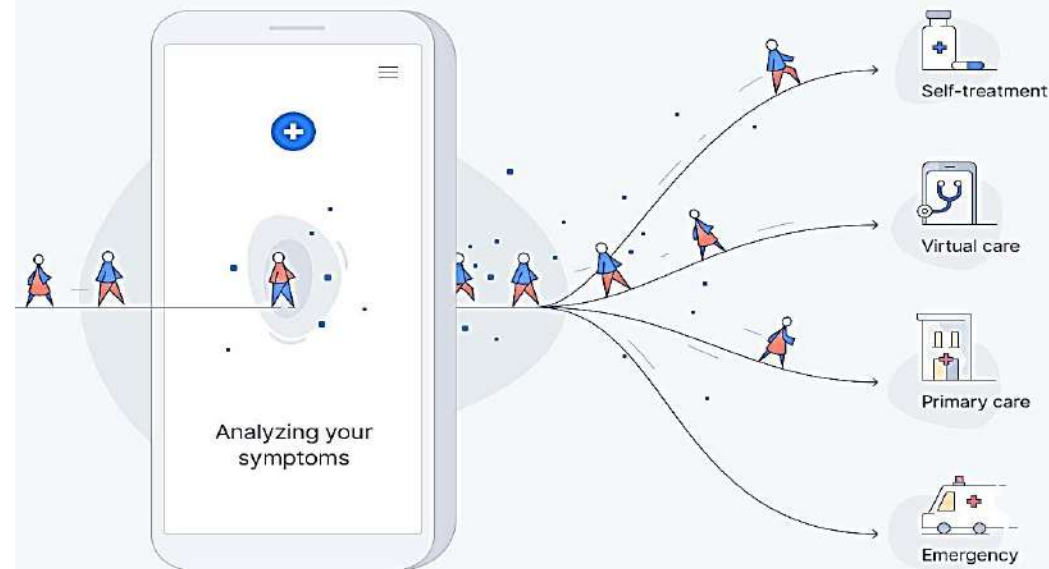 Analyzing your
symptoms
Self-treatment
Virtual care
Primary care
Emergency